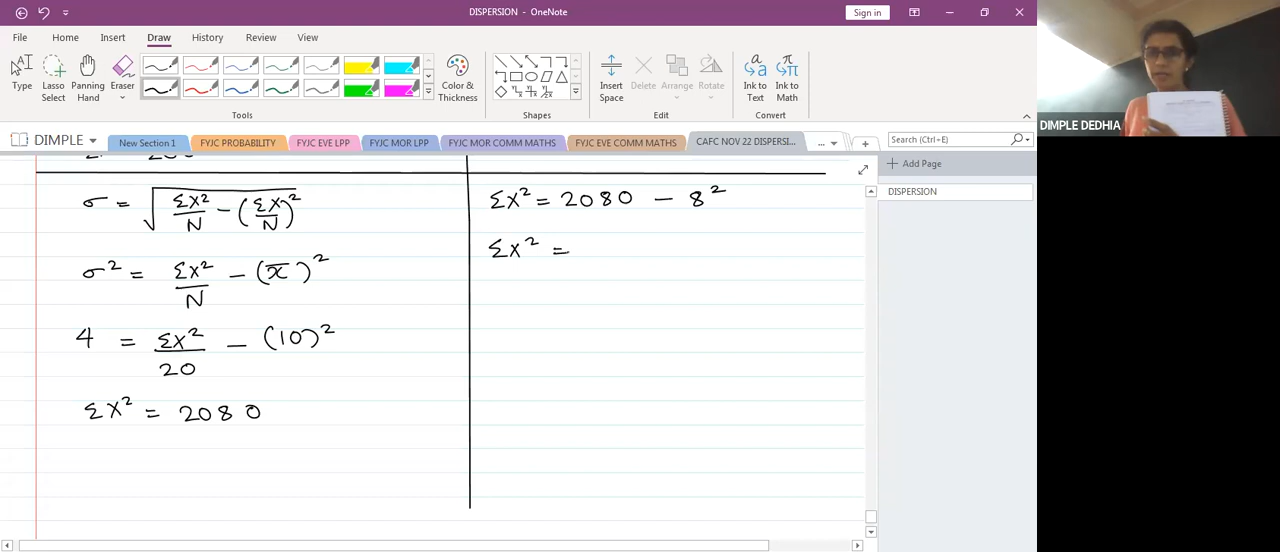 DISPERSION - OneNote
Sign in
File Home Insert Draw History Review View
Type
Lasso Select
Panning Hand
Eraser
Color & Thickness
Insert Space
Delete
Arrange
Rotate
Ink to Text
Ink to Math
Tools
Shapes
Edit
Convert
DIMPLE
New Section 1
FYJC PROBABILITY
FYJC EVE LPP
FYJC MOR LPP
FYJC MOR COMM MATHS
FYJC EVE COMM MATHS
CAFC NOV 22 DISPERSI...
Search (Ctrl+E)
Add Page
DISPERSION
σ = √(Σx²/N − (Σx/N)²)
σ² = Σx²/N − (x̄)²
4 = Σx²/20 − (10)²
Σx² = 2080
Σx² = 2080 − 8²
Σx² =
DIMPLE DEDHIA